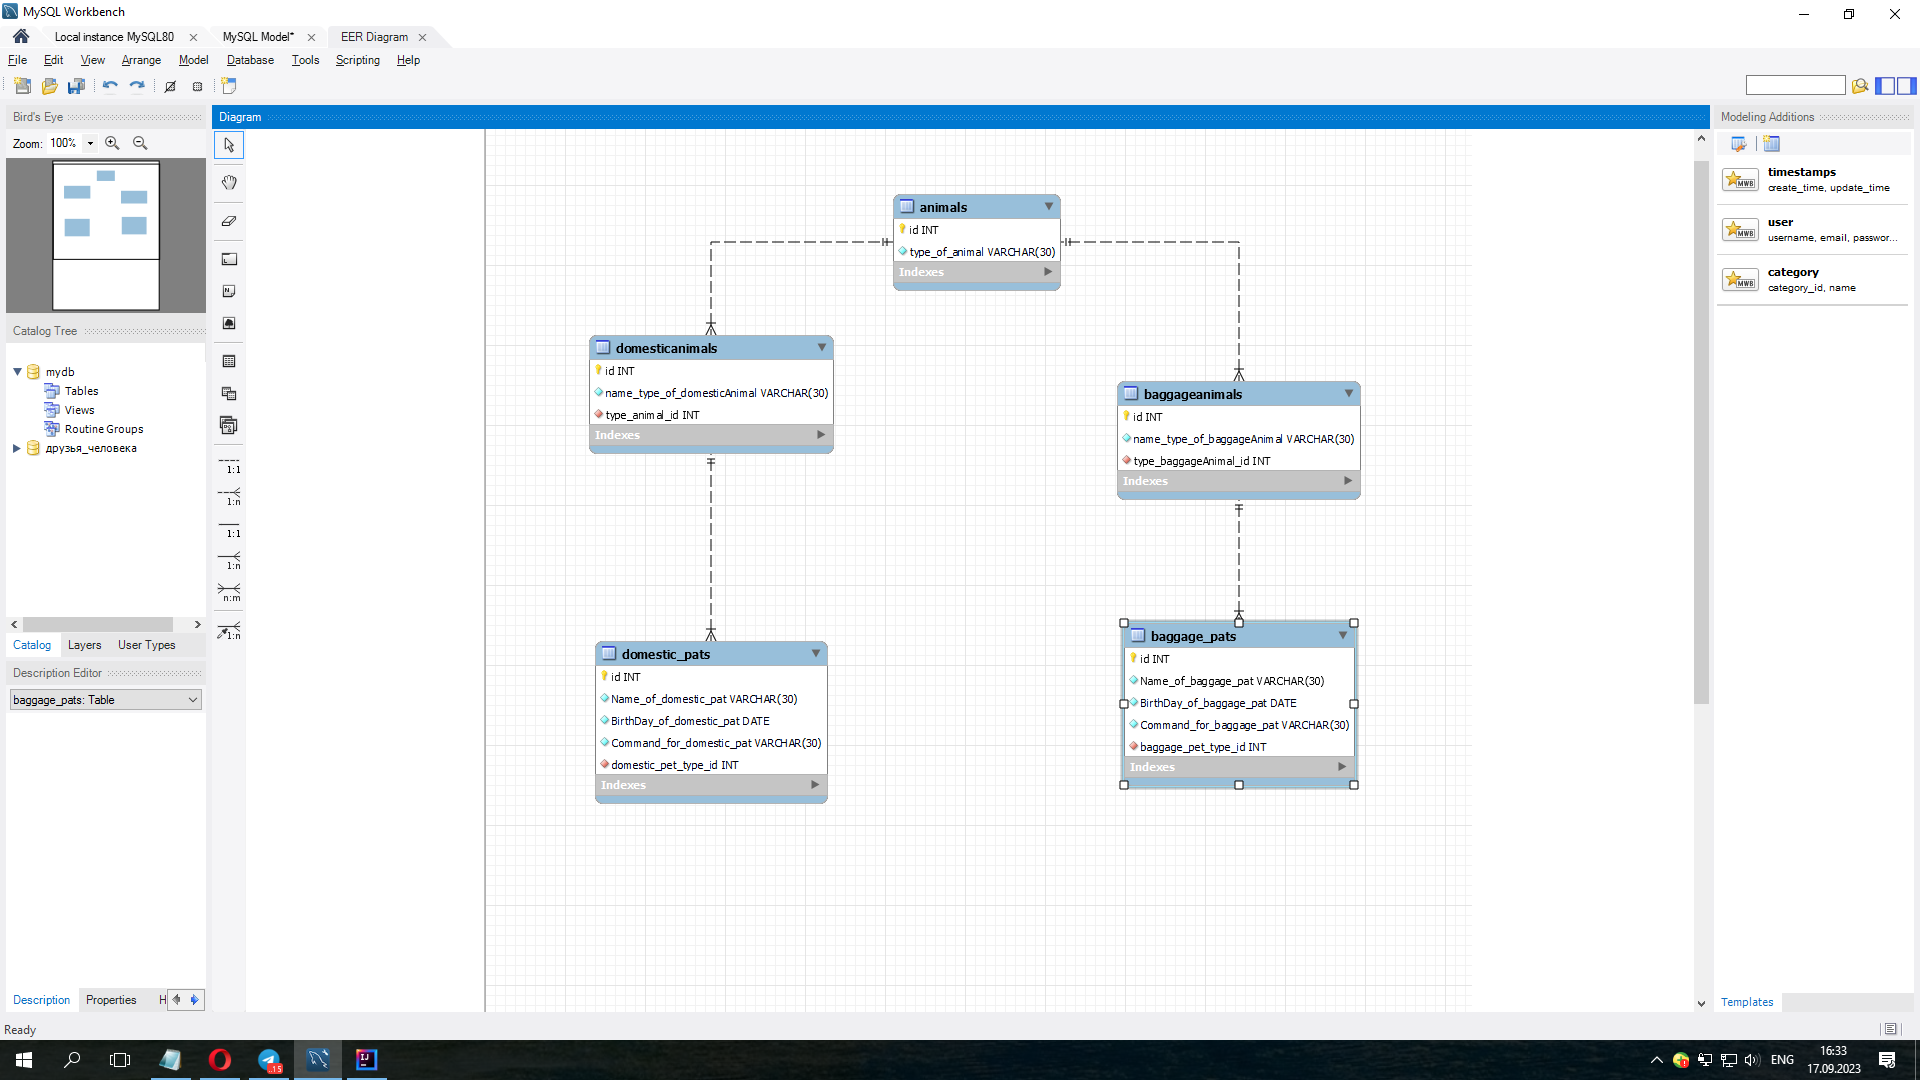 MySQL Workbench
Local instance MySQL80
MySQL Model*
EER Diagram
File Edit View Arrange Model Database Tools Scripting Help
Bird's Eye
Zoom: 100%
Catalog Tree
mydb
Tables
Views
Routine Groups
друзья_человека
Catalog Layers User Types
Description Editor
baggage_pats: Table
Description Properties H
Diagram
1:1
1:n
1:1
1:n
n:m
1:n
animals
id INT
type_of_animal VARCHAR(30)
Indexes
domesticanimals
id INT
name_type_of_domesticAnimal VARCHAR(30)
type_animal_id INT
Indexes
baggageanimals
id INT
name_type_of_baggageAnimal VARCHAR(30)
type_baggageAnimal_id INT
Indexes
domestic_pats
id INT
Name_of_domestic_pat VARCHAR(30)
BirthDay_of_domestic_pat DATE
Command_for_domestic_pat VARCHAR(30)
domestic_pet_type_id INT
Indexes
baggage_pats
id INT
Name_of_baggage_pat VARCHAR(30)
BirthDay_of_baggage_pat DATE
Command_for_baggage_pat VARCHAR(30)
baggage_pet_type_id INT
Indexes
Modeling Additions
MWB
timestamps
create_time, update_time
MWB
user
username, email, passwor...
MWB
category
category_id, name
Templates
Ready
IJ
ENG
16:33
17.09.2023